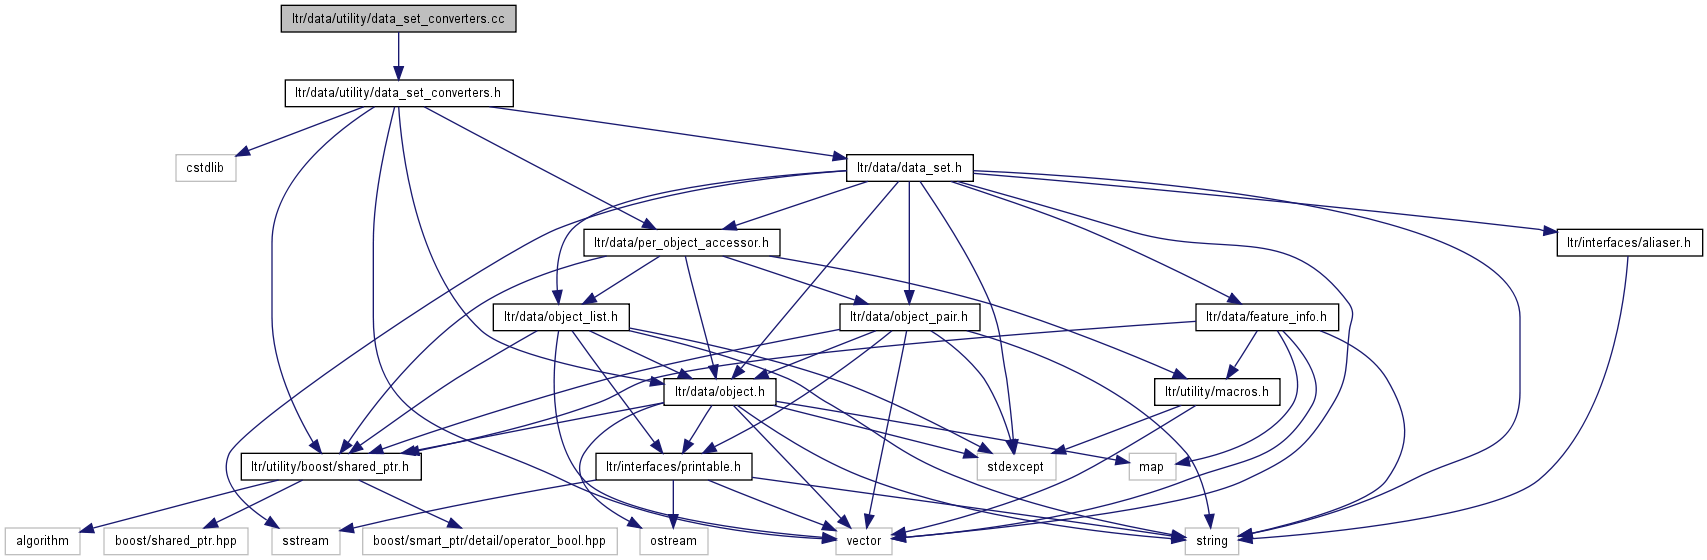 ltr/data/utility/data_set_converters.cc
ltr/data/utility/data_set_converters.h
cstdlib
ltr/data/data_set.h
ltr/data/per_object_accessor.h
ltr/interfaces/aliaser.h
ltr/data/object_list.h
ltr/data/object_pair.h
ltr/data/feature_info.h
ltr/data/object.h
ltr/utility/macros.h
ltr/utility/boost/shared_ptr.h
ltr/interfaces/printable.h
stdexcept
map
algorithm
boost/shared_ptr.hpp
sstream
boost/smart_ptr/detail/operator_bool.hpp
ostream
vector
string